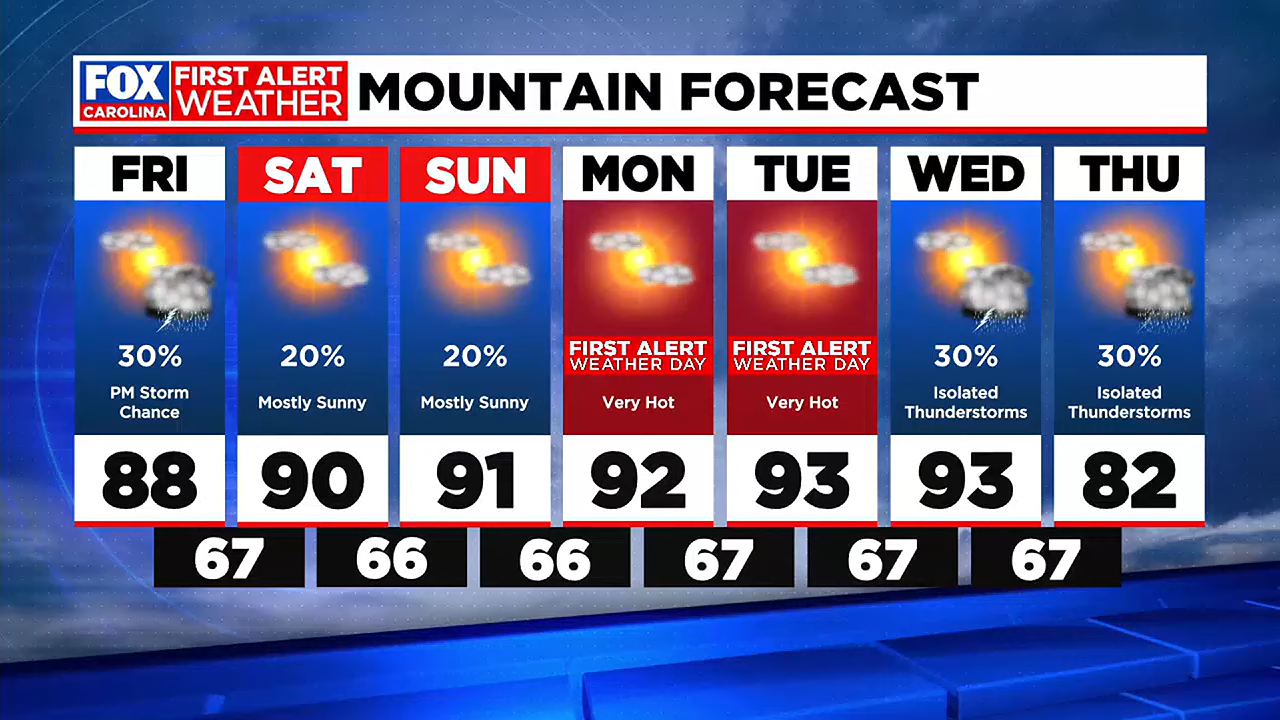 FOX
CAROLINA
FIRST ALERT
WEATHER
MOUNTAIN FORECAST
FRI
SAT
SUN
MON
TUE
WED
THU
30%
20%
20%
FIRST ALERT
WEATHER DAY
FIRST ALERT
WEATHER DAY
30%
30%
PM Storm
Chance
Mostly Sunny
Mostly Sunny
Very Hot
Very Hot
Isolated
Thunderstorms
Isolated
Thunderstorms
88
90
91
92
93
93
82
67
66
66
67
67
67